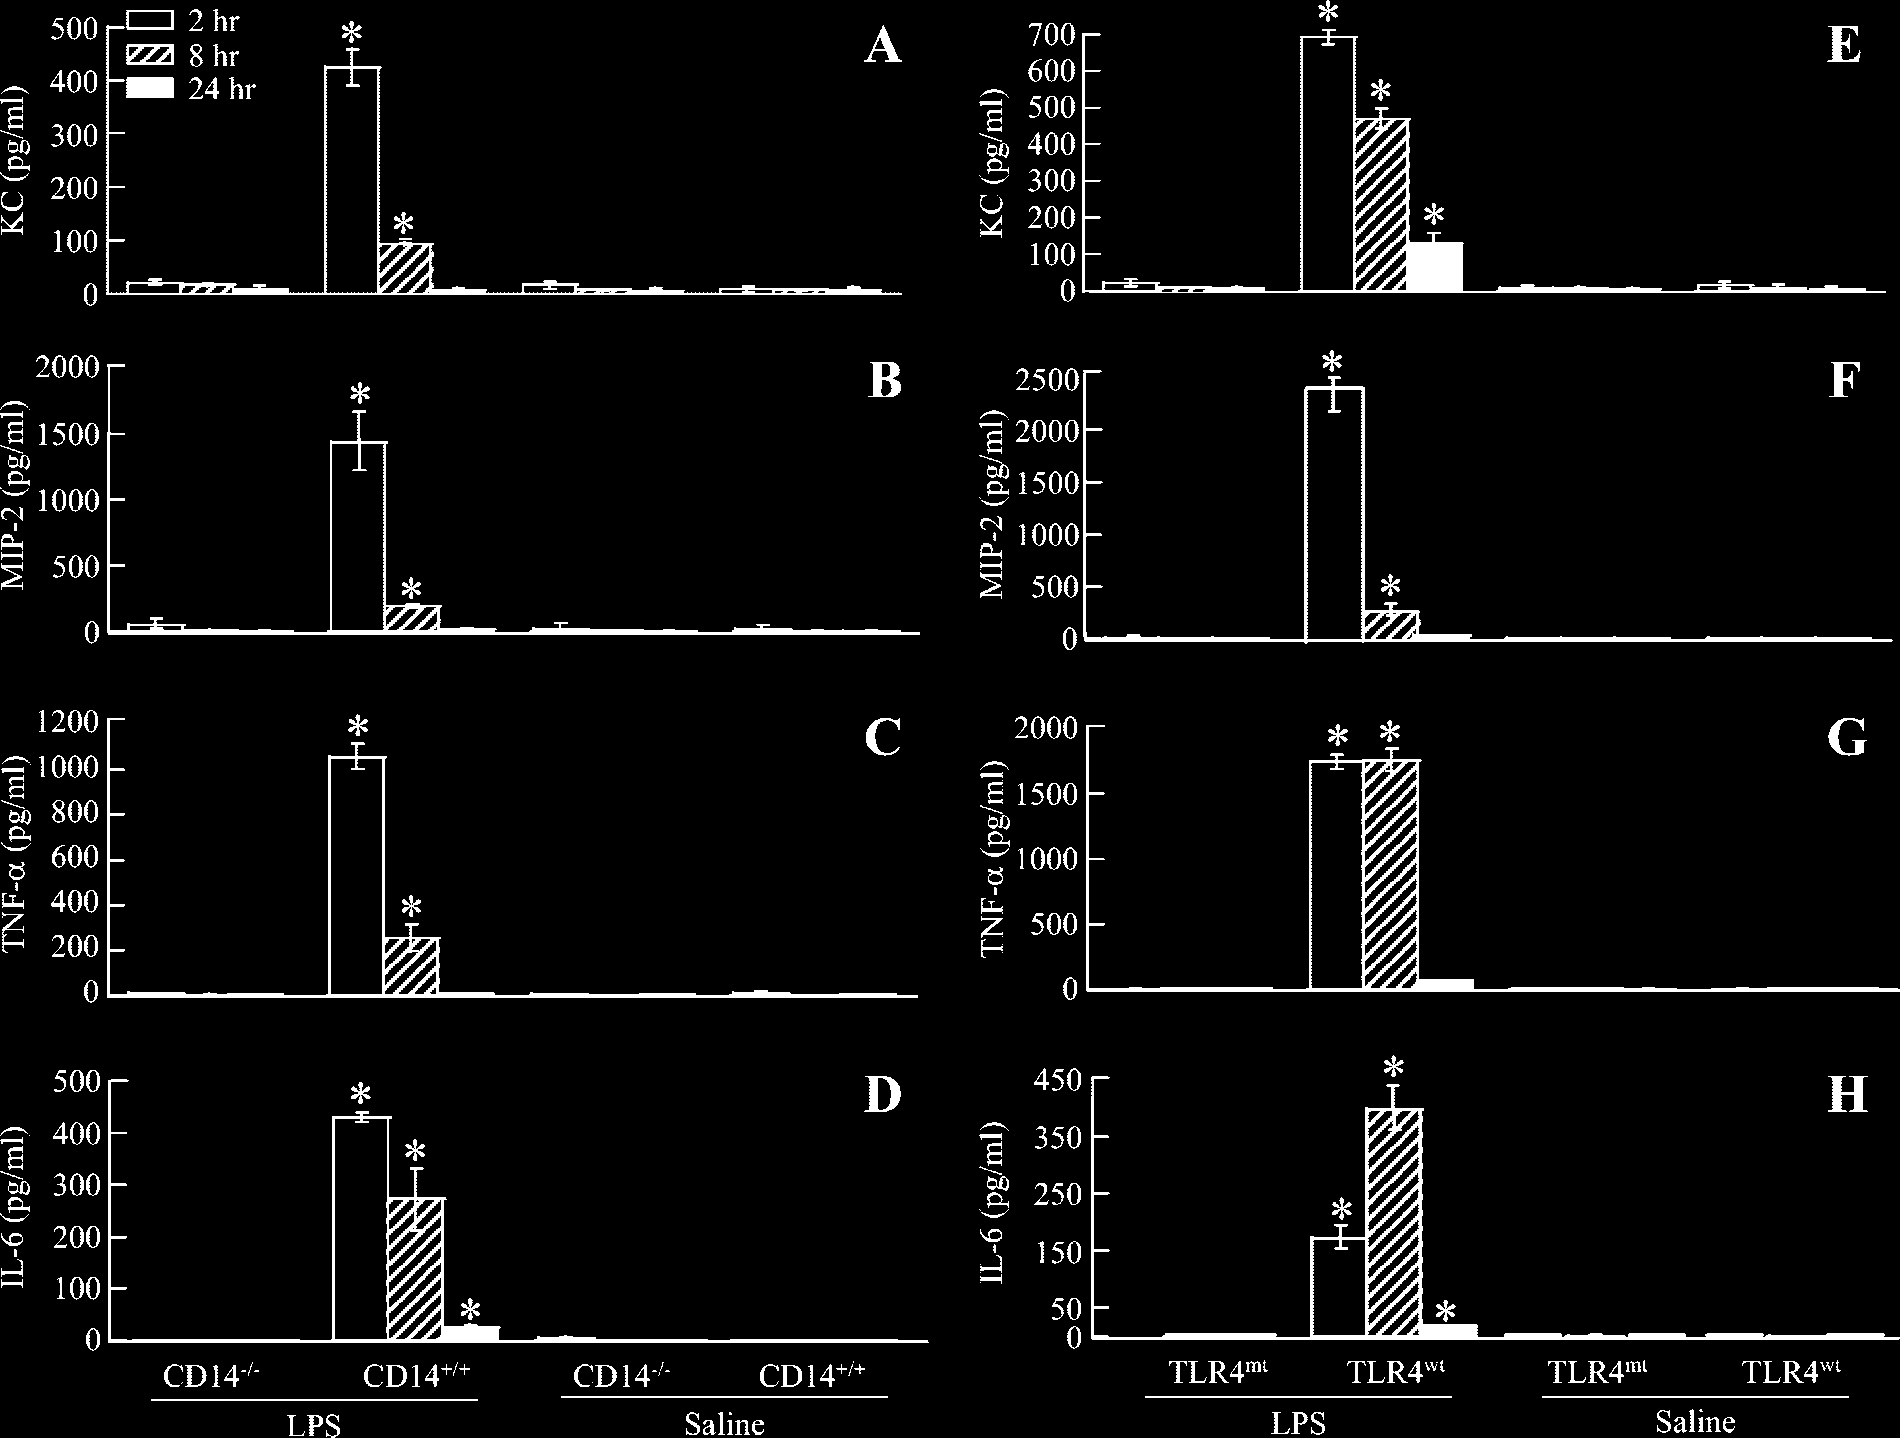 2 hr
8 hr
24 hr
A
KC (pg/ml)
500
400
300
200
100
0
*
*
E
KC (pg/ml)
700
600
500
400
300
200
100
0
*
*
*
B
MIP-2 (pg/ml)
2000
1500
1000
500
0
*
*
F
MIP-2 (pg/ml)
2500
2000
1500
1000
500
0
*
*
C
TNF-α (pg/ml)
1200
1000
800
600
400
200
0
*
*
G
TNF-α (pg/ml)
2000
1500
1000
500
0
*
*
D
IL-6 (pg/ml)
500
400
300
200
100
0
*
*
*
H
IL-6 (pg/ml)
450
350
250
150
50
0
*
*
*
CD14-/- CD14+/+ CD14-/- CD14+/+
LPS Saline
TLR4mt TLR4wt TLR4mt TLR4wt
LPS Saline